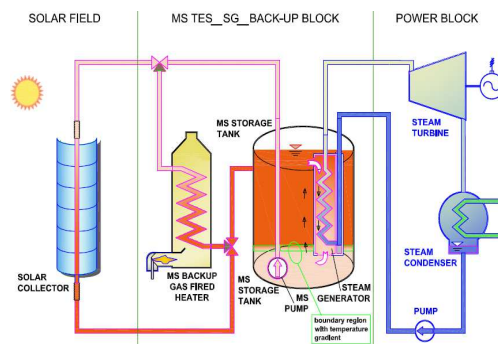 SOLAR FIELD
MS TES_SG_BACK-UP BLOCK
POWER BLOCK
MS STORAGE
TANK
STEAM
TURBINE
STEAM
CONDENSER
SOLAR
COLLECTOR
MS BACKUP
GAS FIRED
HEATER
MS
STORAGE
TANK
MS
PUMP
STEAM
GENERATOR
PUMP
boundary region
with temperature
gradient